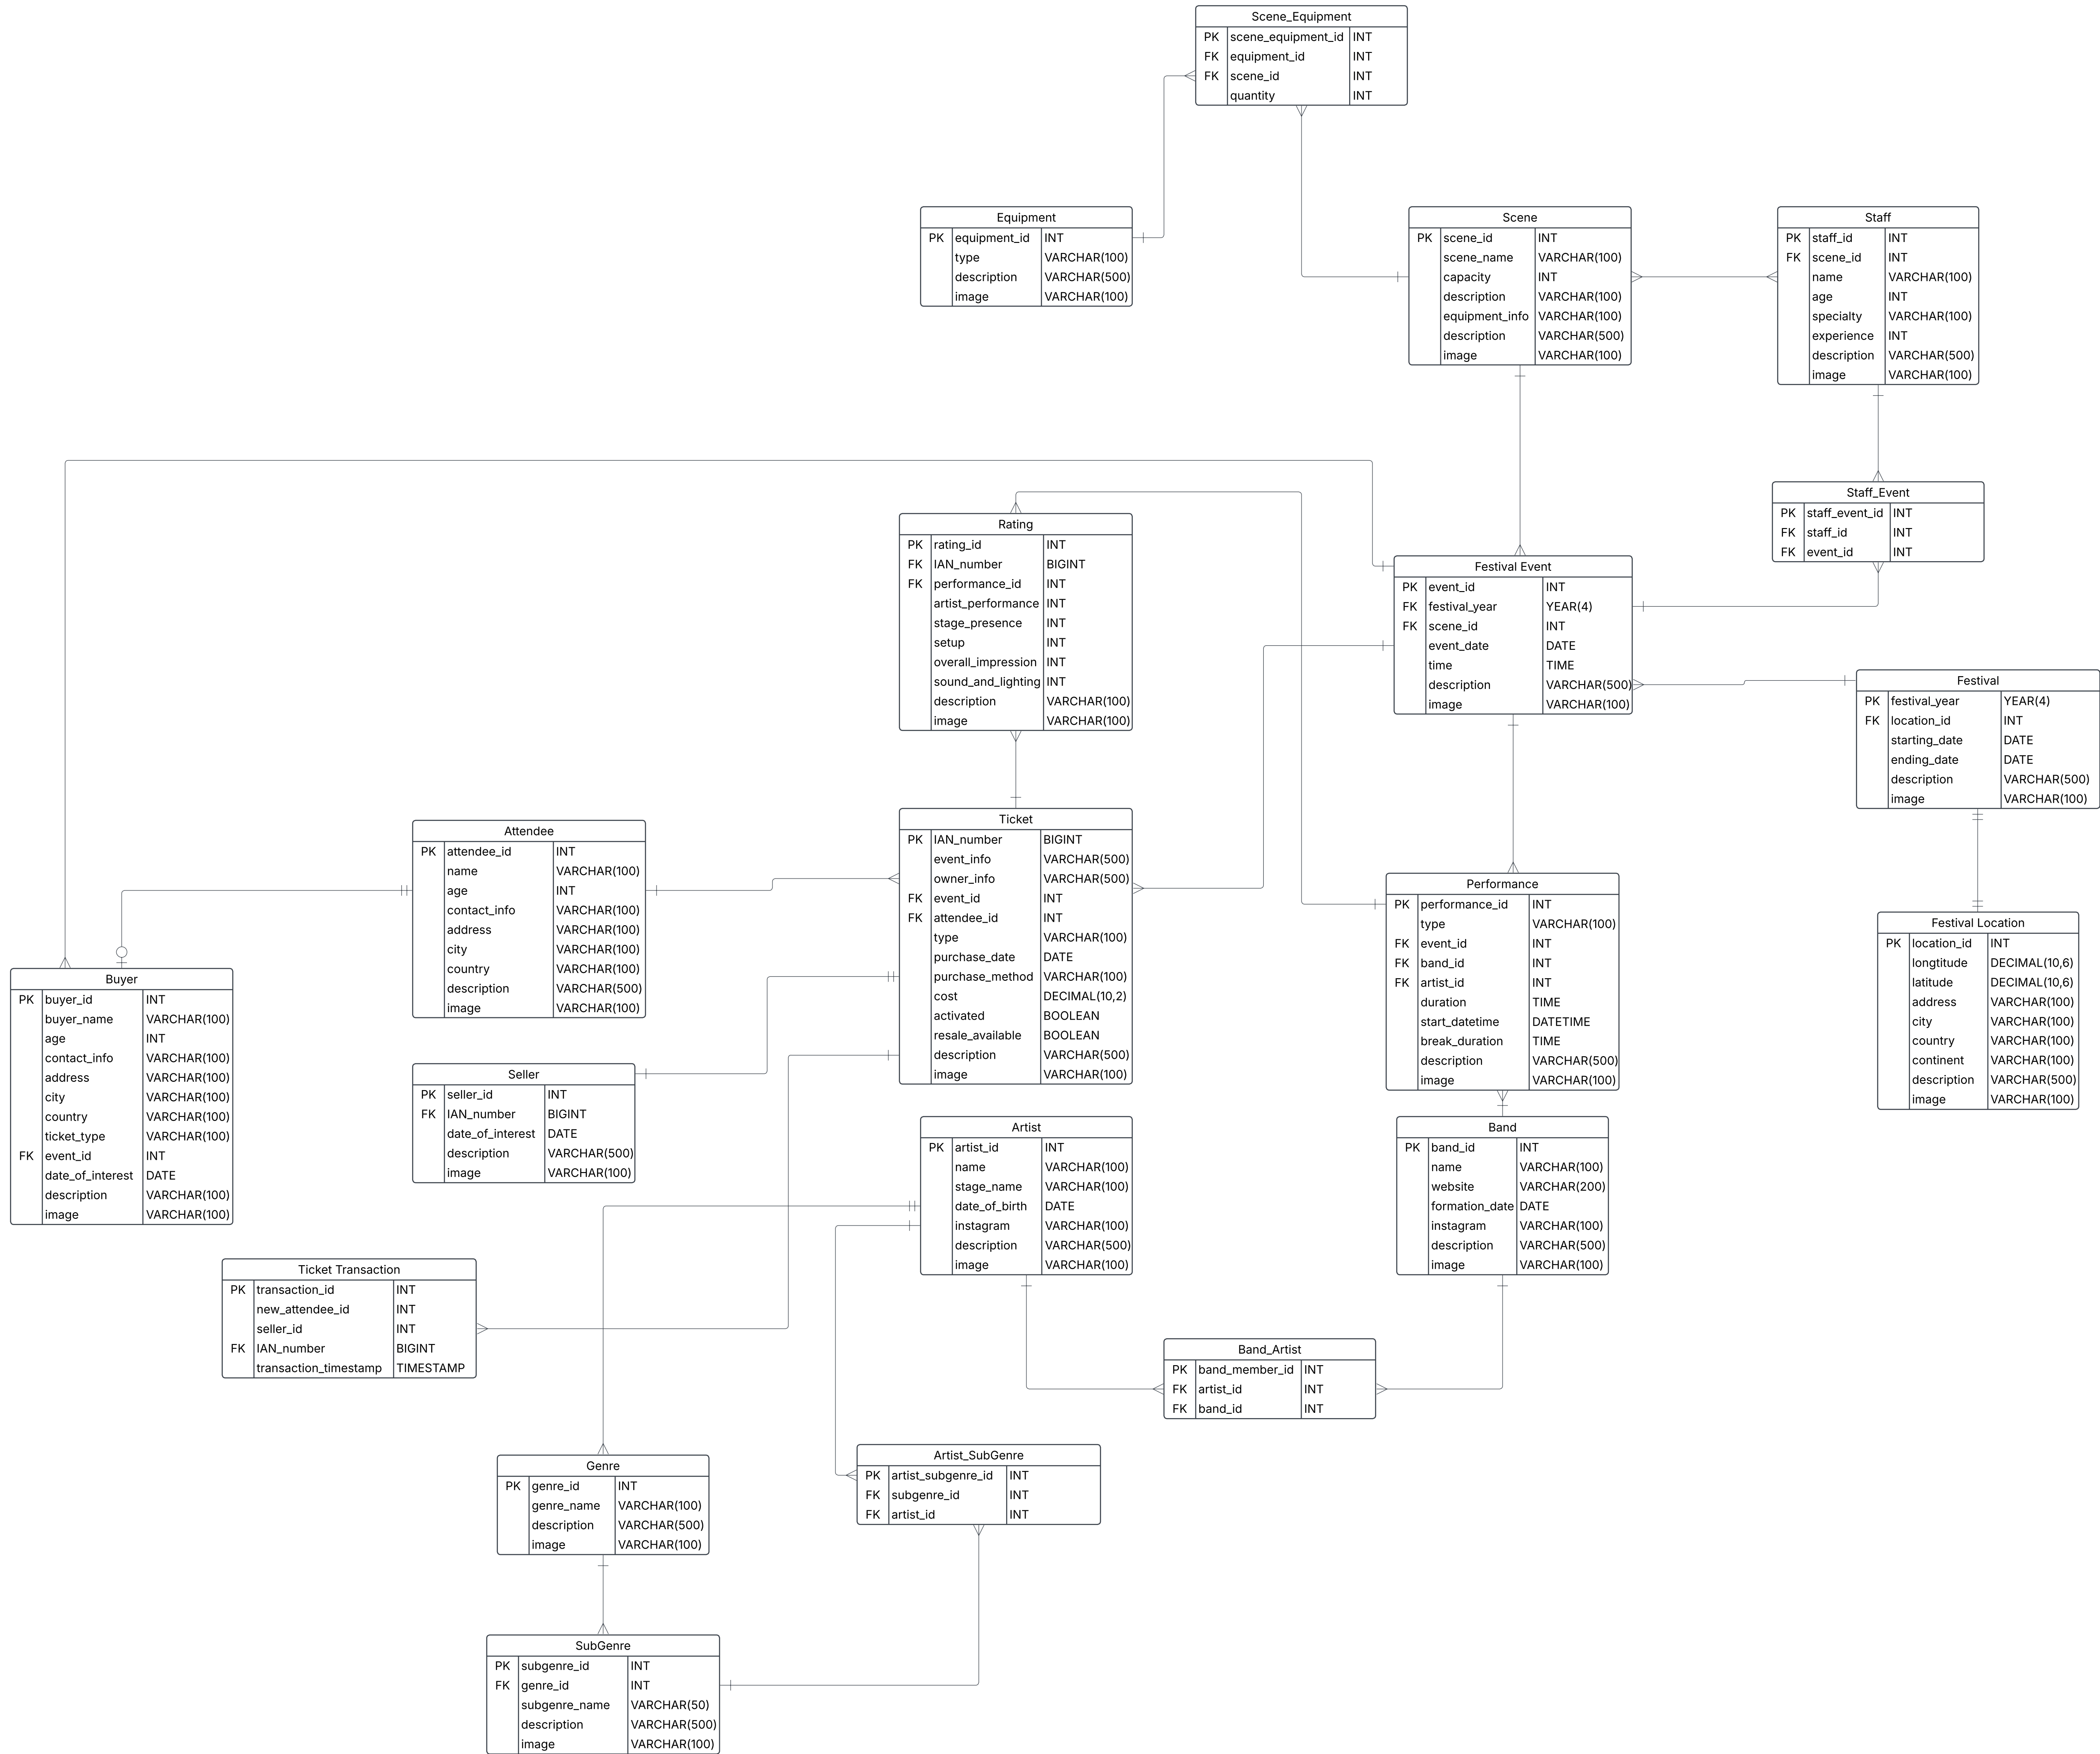 Scene_Equipment
PK scene_equipment_id INT
FK equipment_id INT
FK scene_id INT
quantity INT
Equipment
PK equipment_id INT
type VARCHAR(100)
description VARCHAR(500)
image VARCHAR(100)
Scene
PK scene_id INT
scene_name VARCHAR(100)
capacity INT
description VARCHAR(100)
equipment_info VARCHAR(100)
description VARCHAR(500)
image VARCHAR(100)
Staff
PK staff_id INT
FK scene_id INT
name VARCHAR(100)
age INT
specialty VARCHAR(100)
experience INT
description VARCHAR(500)
image VARCHAR(100)
Staff_Event
PK staff_event_id INT
FK staff_id INT
FK event_id INT
Rating
PK rating_id INT
FK IAN_number BIGINT
FK performance_id INT
artist_performance INT
stage_presence INT
setup INT
overall_impression INT
sound_and_lighting INT
description VARCHAR(100)
image VARCHAR(100)
Festival Event
PK event_id INT
FK festival_year YEAR(4)
FK scene_id INT
event_date DATE
time TIME
description VARCHAR(500)
image VARCHAR(100)
Festival
PK festival_year YEAR(4)
FK location_id INT
starting_date DATE
ending_date DATE
description VARCHAR(500)
image VARCHAR(100)
Attendee
PK attendee_id INT
name VARCHAR(100)
age INT
contact_info VARCHAR(100)
address VARCHAR(100)
city VARCHAR(100)
country VARCHAR(100)
description VARCHAR(500)
image VARCHAR(100)
Ticket
PK IAN_number BIGINT
event_info VARCHAR(500)
owner_info VARCHAR(500)
FK event_id INT
FK attendee_id INT
type VARCHAR(100)
purchase_date DATE
purchase_method VARCHAR(100)
cost DECIMAL(10,2)
activated BOOLEAN
resale_available BOOLEAN
description VARCHAR(500)
image VARCHAR(100)
Performance
PK performance_id INT
type VARCHAR(100)
FK event_id INT
FK band_id INT
FK artist_id INT
duration TIME
start_datetime DATETIME
break_duration TIME
description VARCHAR(500)
image VARCHAR(100)
Festival Location
PK location_id INT
longtitude DECIMAL(10,6)
latitude DECIMAL(10,6)
address VARCHAR(100)
city VARCHAR(100)
country VARCHAR(100)
continent VARCHAR(100)
description VARCHAR(500)
image VARCHAR(100)
Buyer
PK buyer_id INT
buyer_name VARCHAR(100)
age INT
contact_info VARCHAR(100)
address VARCHAR(100)
city VARCHAR(100)
country VARCHAR(100)
ticket_type VARCHAR(100)
FK event_id INT
date_of_interest DATE
description VARCHAR(100)
image VARCHAR(100)
Seller
PK seller_id INT
FK IAN_number BIGINT
date_of_interest DATE
description VARCHAR(500)
image VARCHAR(100)
Artist
PK artist_id INT
name VARCHAR(100)
stage_name VARCHAR(100)
date_of_birth DATE
instagram VARCHAR(100)
description VARCHAR(500)
image VARCHAR(100)
Band
PK band_id INT
name VARCHAR(100)
website VARCHAR(200)
formation_date DATE
instagram VARCHAR(100)
description VARCHAR(500)
image VARCHAR(100)
Ticket Transaction
PK transaction_id INT
new_attendee_id INT
seller_id INT
FK IAN_number BIGINT
transaction_timestamp TIMESTAMP
Band_Artist
PK band_member_id INT
FK artist_id INT
FK band_id INT
Genre
PK genre_id INT
genre_name VARCHAR(100)
description VARCHAR(500)
image VARCHAR(100)
Artist_SubGenre
PK artist_subgenre_id INT
FK subgenre_id INT
FK artist_id INT
SubGenre
PK subgenre_id INT
FK genre_id INT
subgenre_name VARCHAR(50)
description VARCHAR(500)
image VARCHAR(100)